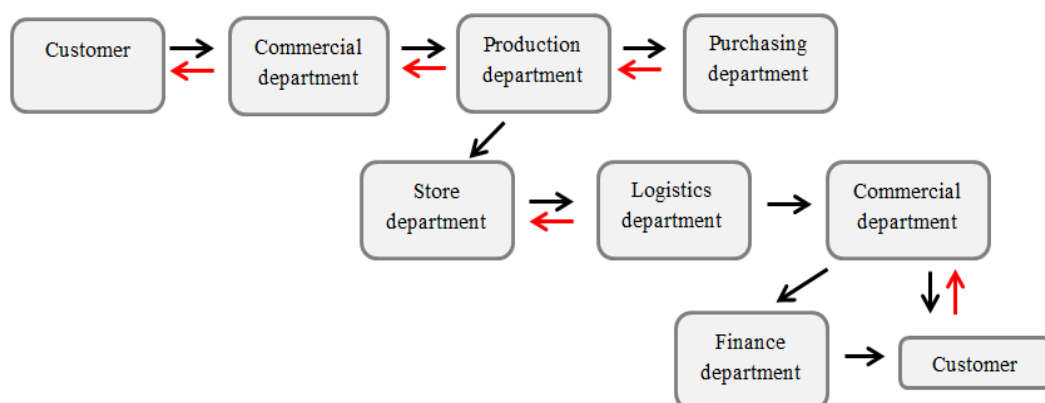 Customer
Commercial
department
Production
department
Purchasing
department
Store
department
Logistics
department
Commercial
department
Finance
department
Customer